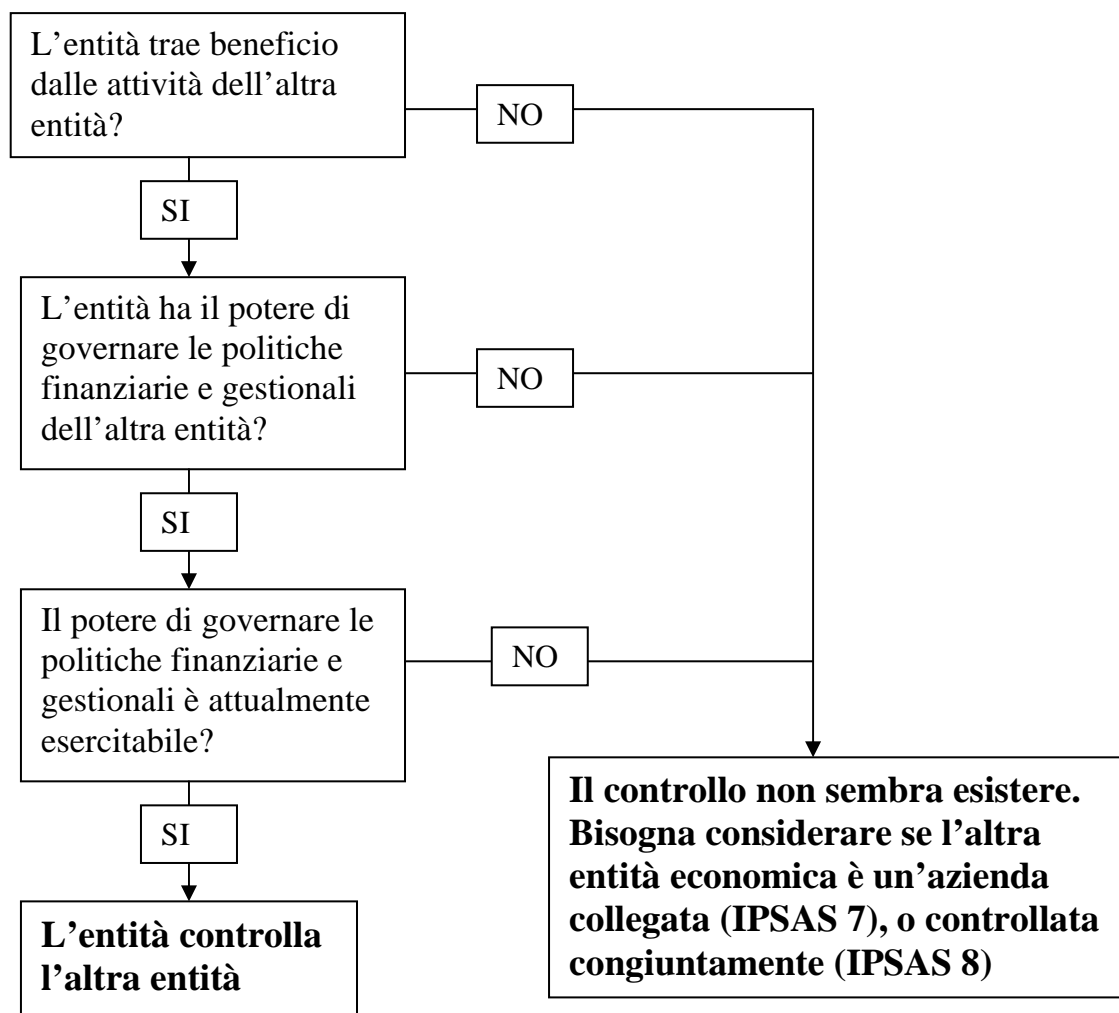 L’entità trae beneficio
dalle attività dell’altra
entità?
NO
SI
L’entità ha il potere di
governare le politiche
finanziarie e gestionali
dell’altra entità?
NO
SI
Il potere di governare le
politiche finanziarie e
gestionali è attualmente
esercitabile?
NO
SI
L’entità controlla
l’altra entità
Il controllo non sembra esistere.
Bisogna considerare se l’altra
entità economica è un’azienda
collegata (IPSAS 7), o controllata
congiuntamente (IPSAS 8)